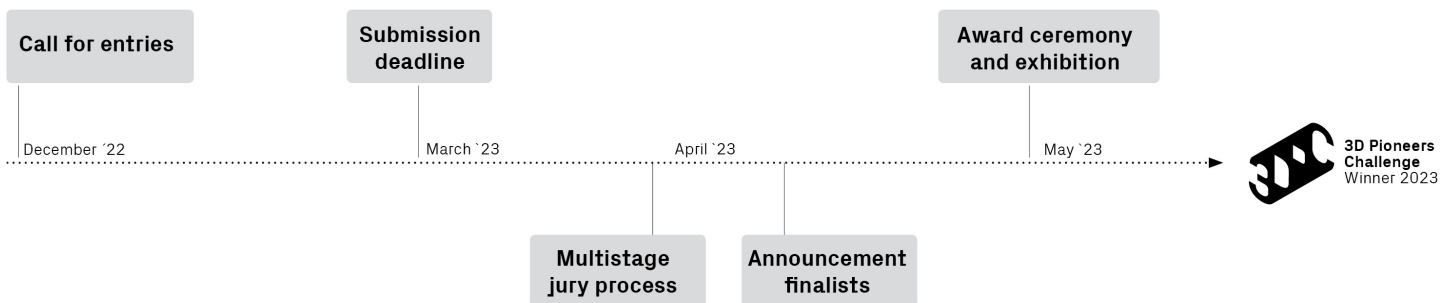 Call for entries
Submission
deadline
Award ceremony
and exhibition
December ´22
March `23
April `23
May `23
3DPC
3D Pioneers
Challenge
Winner 2023
Multistage
jury process
Announcement
finalists